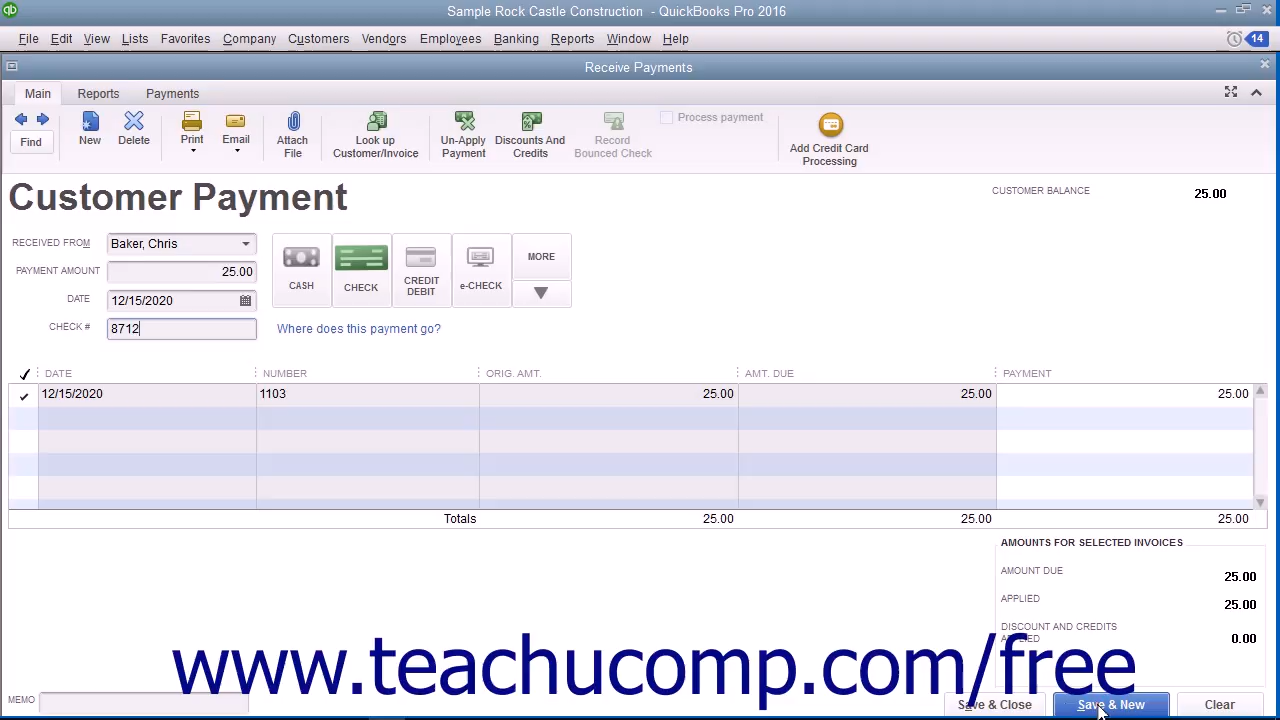 Sample Rock Castle Construction - QuickBooks Pro 2016
File Edit View Lists Favorites Company Customers Vendors Employees Banking Reports Window Help 14
Receive Payments
Main Reports Payments
Find New Delete Print Email Attach File Look up Customer/Invoice Un-Apply Payment Discounts And Credits Record Bounced Check Process payment Add Credit Card Processing
Customer Payment
CUSTOMER BALANCE 25.00
RECEIVED FROM Baker, Chris
PAYMENT AMOUNT 25.00
DATE 12/15/2020
CHECK # 8712
CASH CHECK CREDIT DEBIT e-CHECK MORE
Where does this payment go?
DATE NUMBER ORIG. AMT. AMT. DUE PAYMENT
12/15/2020 1103 25.00 25.00 25.00
Totals 25.00 25.00 25.00
AMOUNTS FOR SELECTED INVOICES
AMOUNT DUE 25.00
APPLIED 25.00
DISCOUNT AND CREDITS APPLIED 0.00
www.teachucomp.com/free
MEMO
Save & Close Save & New Clear